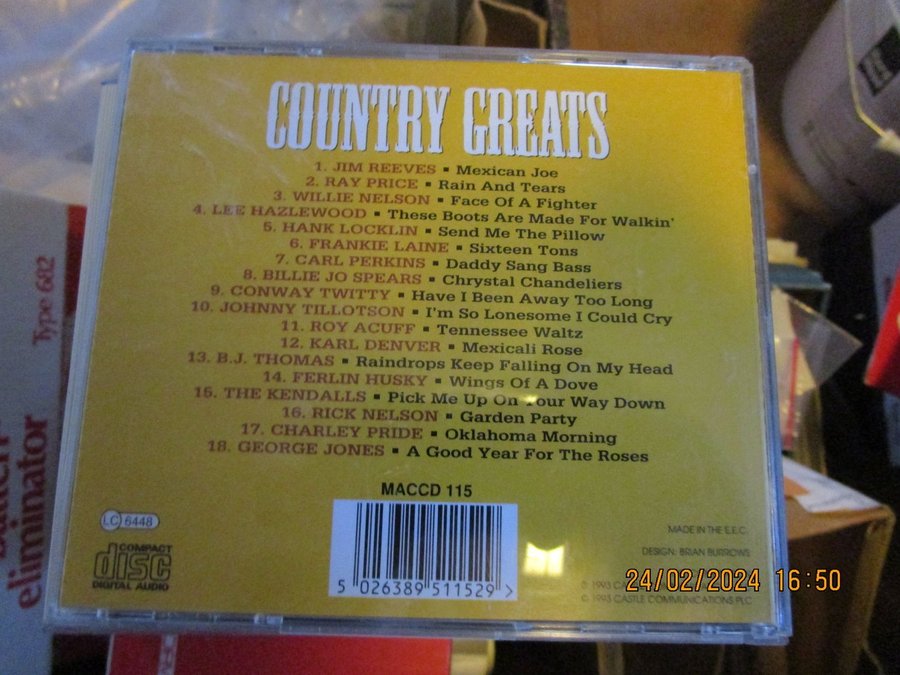 COUNTRY GREATS
1. JIM REEVES ▪ Mexican Joe
2. RAY PRICE ▪ Rain And Tears
3. WILLIE NELSON ▪ Face Of A Fighter
4. LEE HAZLEWOOD ▪ These Boots Are Made For Walkin'
5. HANK LOCKLIN ▪ Send Me The Pillow
6. FRANKIE LAINE ▪ Sixteen Tons
7. CARL PERKINS ▪ Daddy Sang Bass
8. BILLIE JO SPEARS ▪ Chrystal Chandeliers
9. CONWAY TWITTY ▪ Have I Been Away Too Long
10. JOHNNY TILLOTSON ▪ I'm So Lonesome I Could Cry
11. ROY ACUFF ▪ Tennessee Waltz
12. KARL DENVER ▪ Mexicali Rose
13. B.J. THOMAS ▪ Raindrops Keep Falling On My Head
14. FERLIN HUSKY ▪ Wings Of A Dove
15. THE KENDALLS ▪ Pick Me Up On Your Way Down
16. RICK NELSON ▪ Garden Party
17. CHARLEY PRIDE ▪ Oklahoma Morning
18. GEORGE JONES ▪ A Good Year For The Roses
MACCD 115
LC 6448
COMPACT
disc
DIGITAL AUDIO
5 026389 511529 >
MADE IN THE E.E.C.
DESIGN: BRIAN BURROWS
℗ 1993
© 1993 CASTLE COMMUNICATIONS PLC
24/02/2024 16:50
Type 682
eliminator